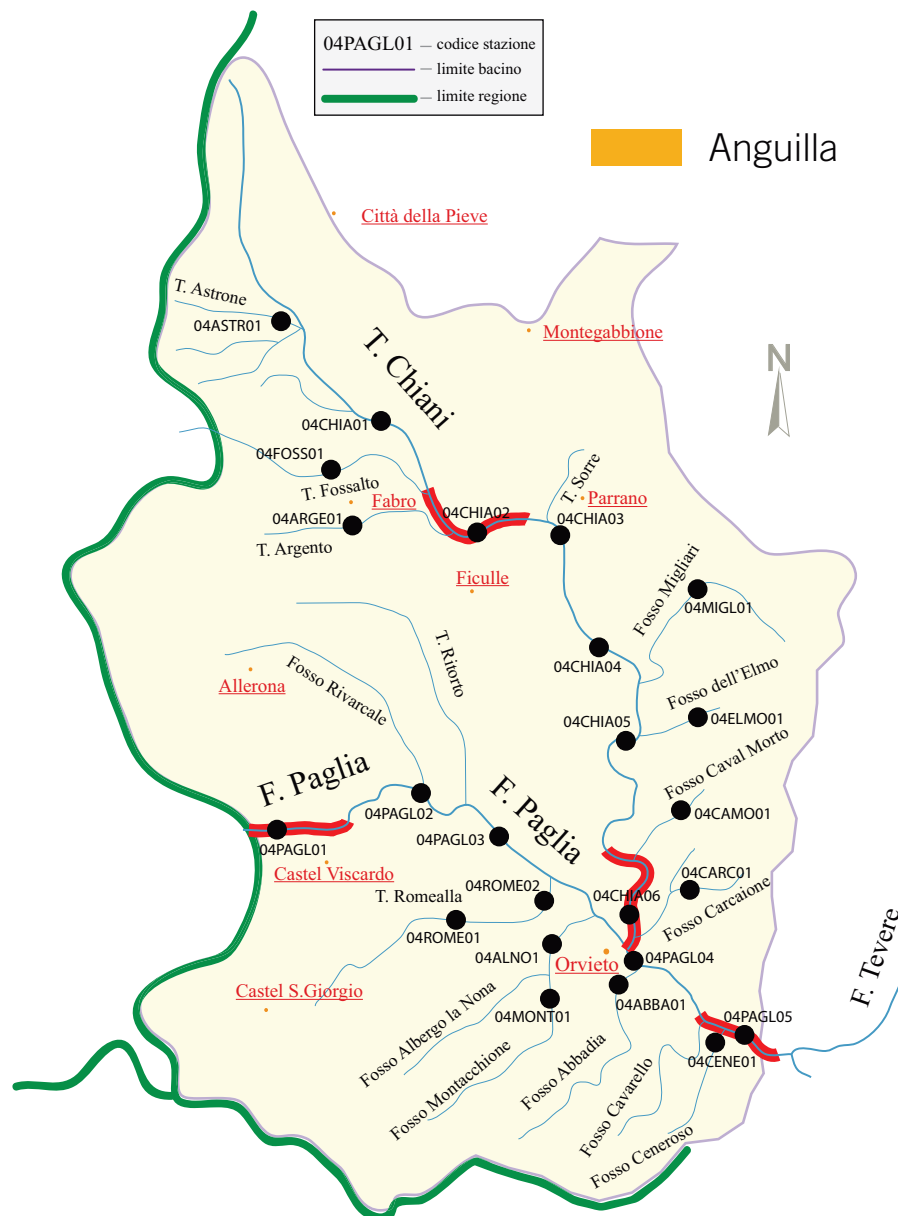 04PAGL01 – codice stazione
– limite bacino
– limite regione
Anguilla
Città della Pieve
T. Astrone
04ASTR01
Montegabbione
T. Chiani
N
04CHIA01
04FOSS01
T. Fossalto
T. Sorre
Fabro
Parrano
04ARGE01
04CHIA02
04CHIA03
T. Argento
Ficulle
Fosso Migliari
04MIGL01
T. Ritorto
04CHIA04
Allerona
Fosso Rivarcale
Fosso dell'Elmo
04CHIA05
04ELMO01
F. Paglia
F. Paglia
Fosso Caval Morto
04PAGL02
04CAMO01
04PAGL03
04PAGL01
Castel Viscardo
04CARC01
T. Romealla
04ROME02
04CHIA06
Fosso Carcaione
04ROME01
04ALNO1
Orvieto
04PAGL04
F. Tevere
Castel S.Giorgio
04MONT01
04ABBA01
04PAGL05
Fosso Albergo la Nona
04CENE01
Fosso Montacchione
Fosso Abbadia
Fosso Cavarello
Fosso Ceneroso